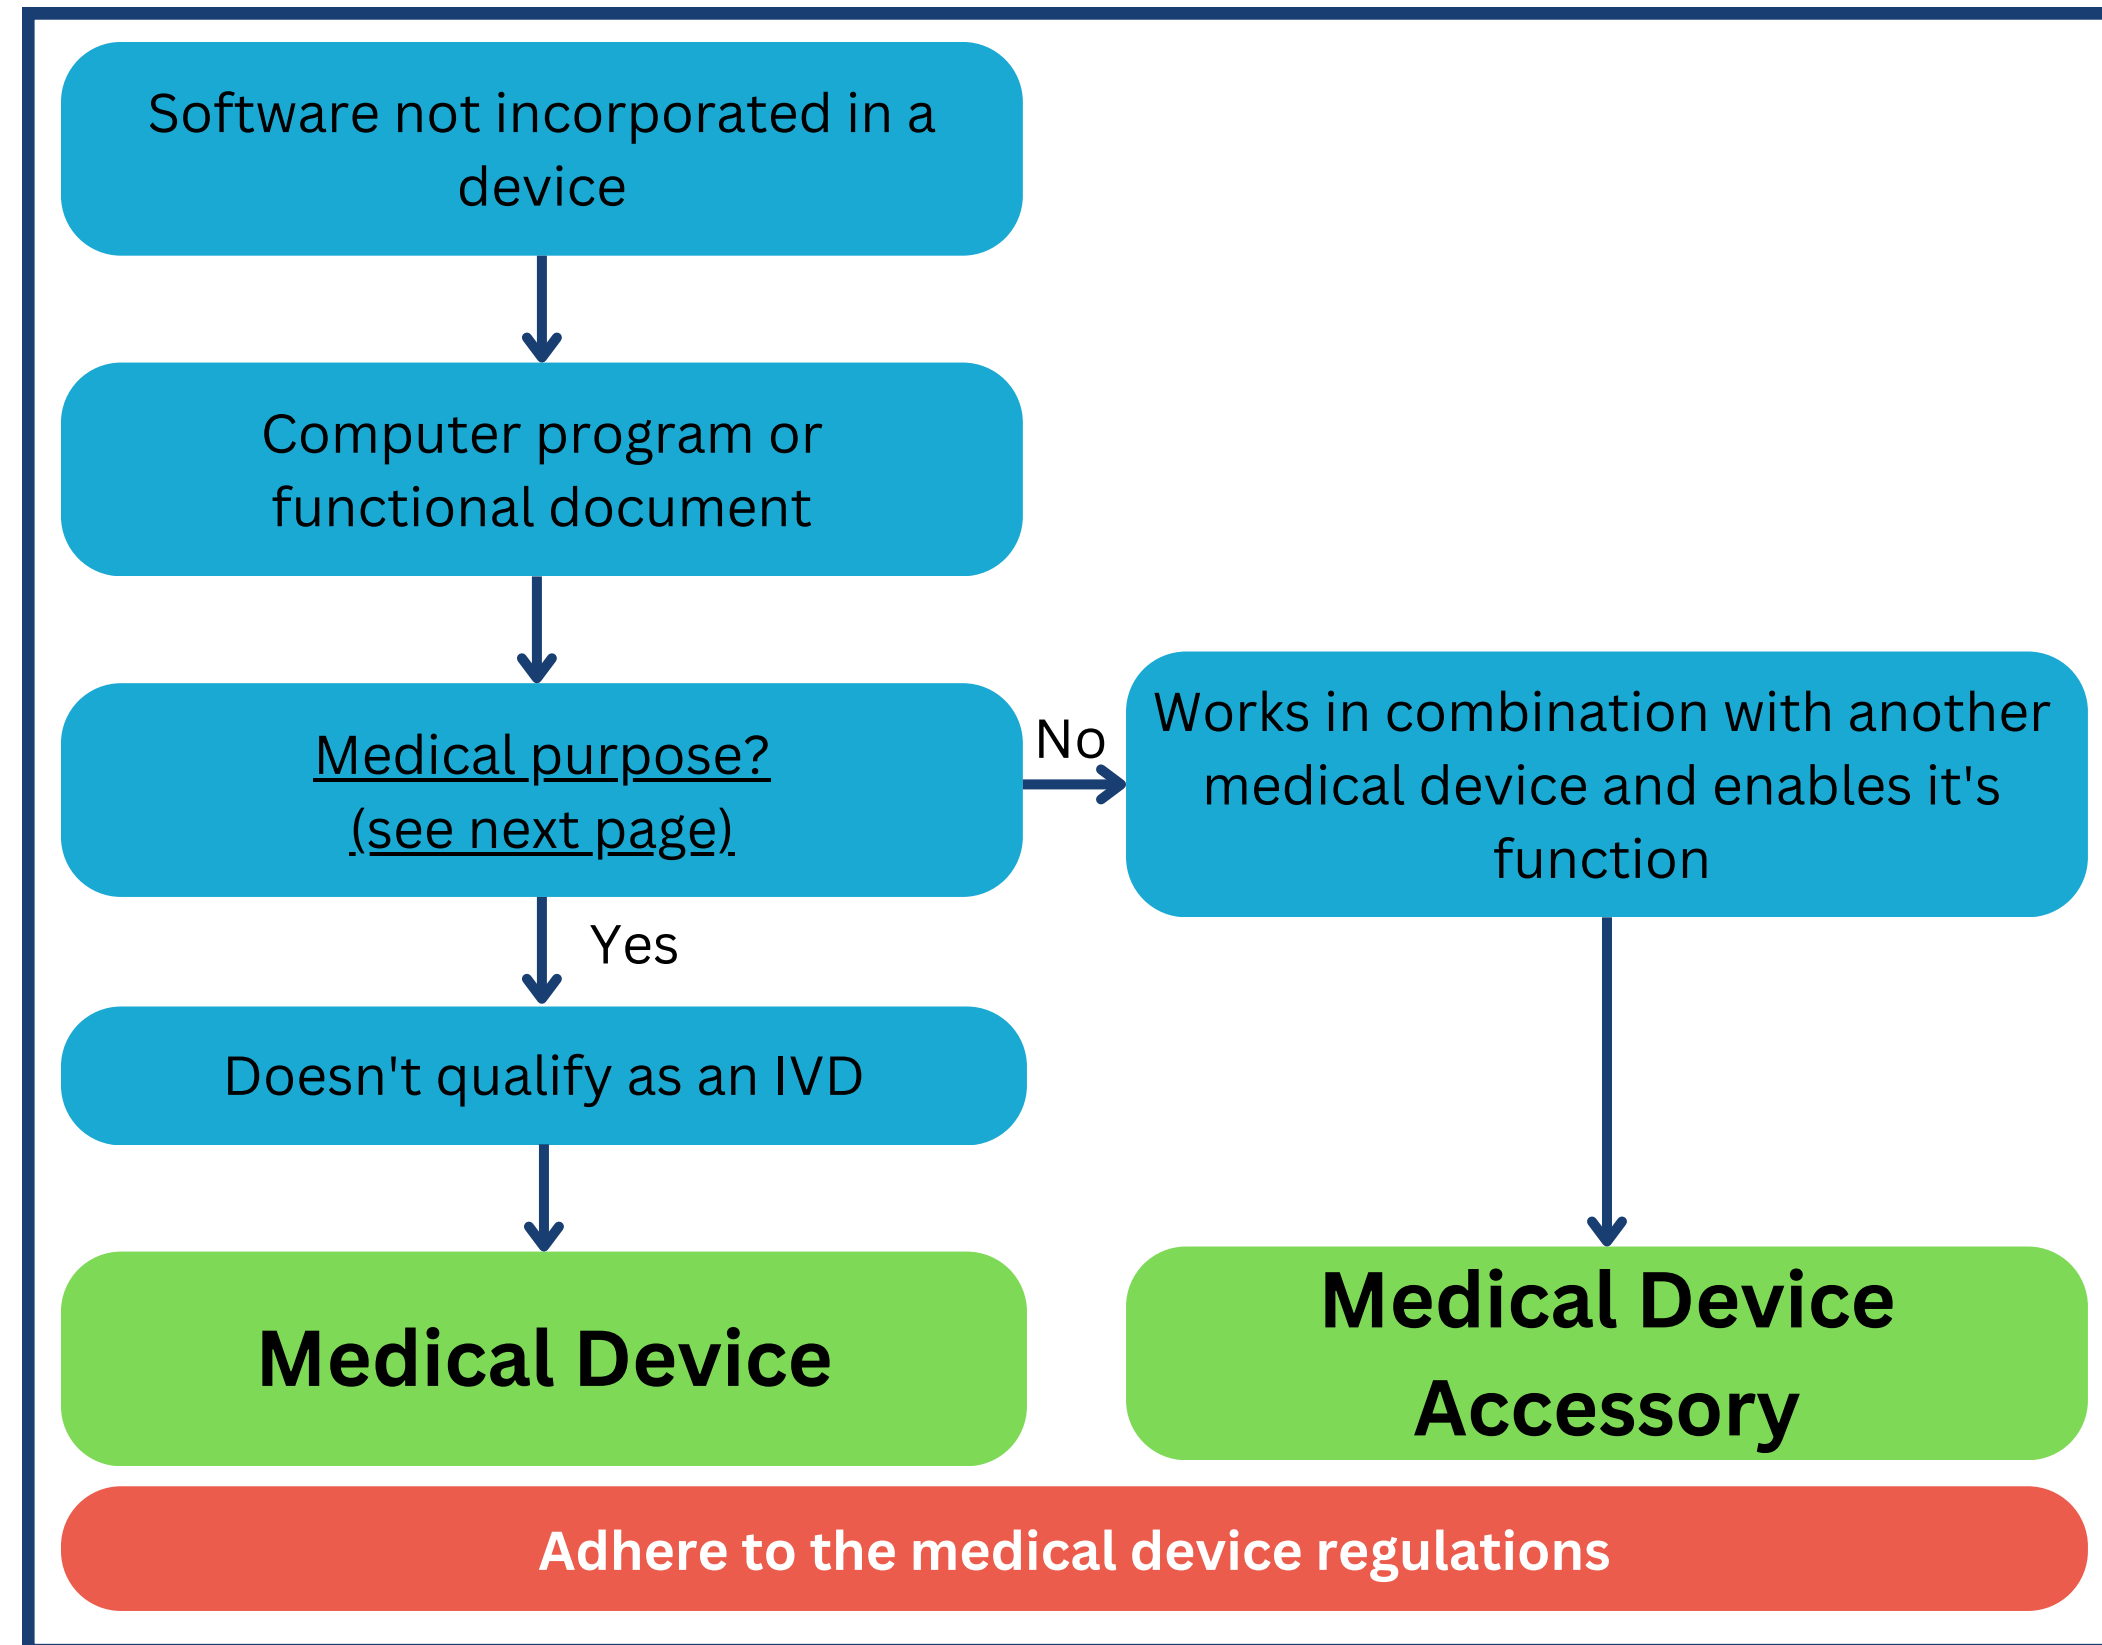 Software not incorporated in a
device
Computer program or
functional document
Medical purpose?
(see next page)
No
Works in combination with another
medical device and enables it's
function
Yes
Doesn't qualify as an IVD
Medical Device
Medical Device
Accessory
Adhere to the medical device regulations